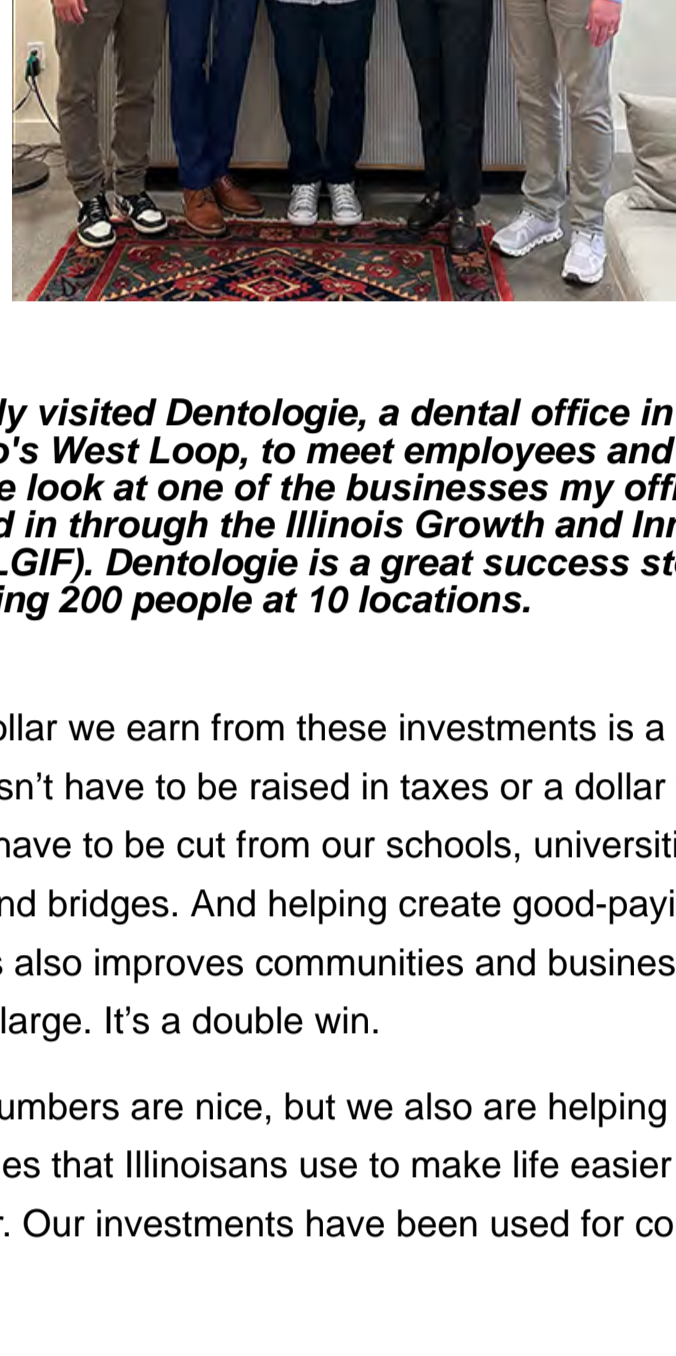 ly visited Dentologie, a dental office in
o's West Loop, to meet employees and
e look at one of the businesses my offi
d in through the Illinois Growth and Inn
LGIF). Dentologie is a great success st
ing 200 people at 10 locations.
ollar we earn from these investments is a
sn’t have to be raised in taxes or a dollar
have to be cut from our schools, universiti
nd bridges. And helping create good-payi
s also improves communities and busines
large. It’s a double win.
umbers are nice, but we also are helping
es that Illinoisans use to make life easier
r. Our investments have been used for co